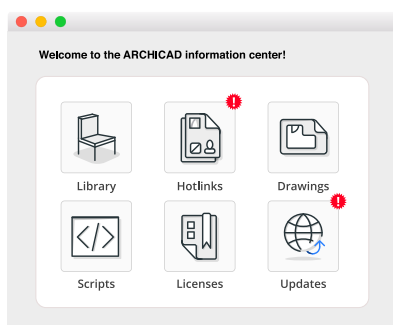 Welcome to the ARCHICAD information center!
Library Hotlinks Drawings
Scripts Licenses Updates